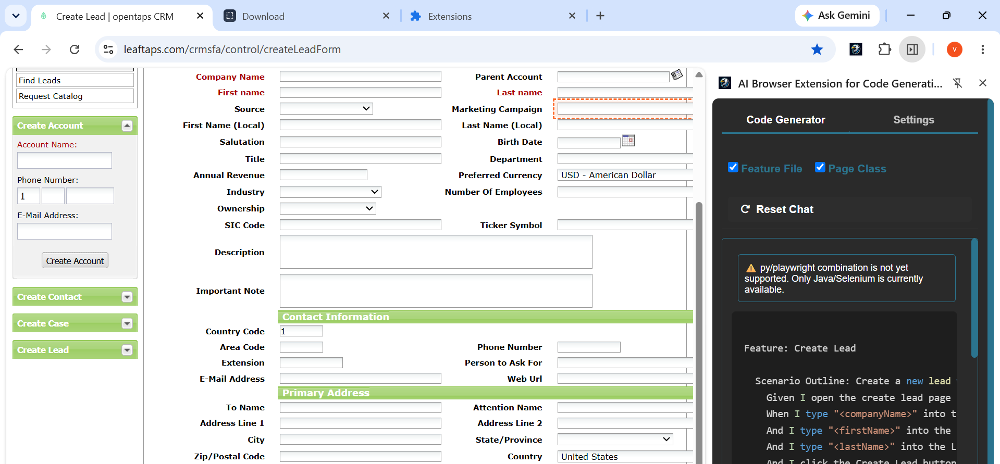 Create Lead | opentaps CRM
Download
Extensions
Ask Gemini
leaftaps.com/crmsfa/control/createLeadForm
V
Find Leads
Request Catalog
Create Account
Account Name:
Phone Number:
1
E-Mail Address:
Create Account
Create Contact
Create Case
Create Lead
Company Name
Parent Account
First name
Last name
Source
Marketing Campaign
First Name (Local)
Last Name (Local)
Salutation
Birth Date
Title
Department
Annual Revenue
Preferred Currency
USD - American Dollar
Industry
Number Of Employees
Ownership
SIC Code
Ticker Symbol
Description
Important Note
Contact Information
Country Code
1
Area Code
Phone Number
Extension
Person to Ask For
E-Mail Address
Web Url
Primary Address
To Name
Attention Name
Address Line 1
Address Line 2
City
State/Province
Zip/Postal Code
Country
United States
AI Browser Extension for Code Generati...
Code Generator
Settings
Feature File
Page Class
Reset Chat
py/playwright combination is not yet
supported. Only Java/Selenium is currently
available.
Feature: Create Lead
Scenario Outline: Create a new lead
Given I open the create lead page
When I type "<companyName>" into
And I type "<firstName>" into the
And I type "<lastName>" into the
And I click the Create Lead button